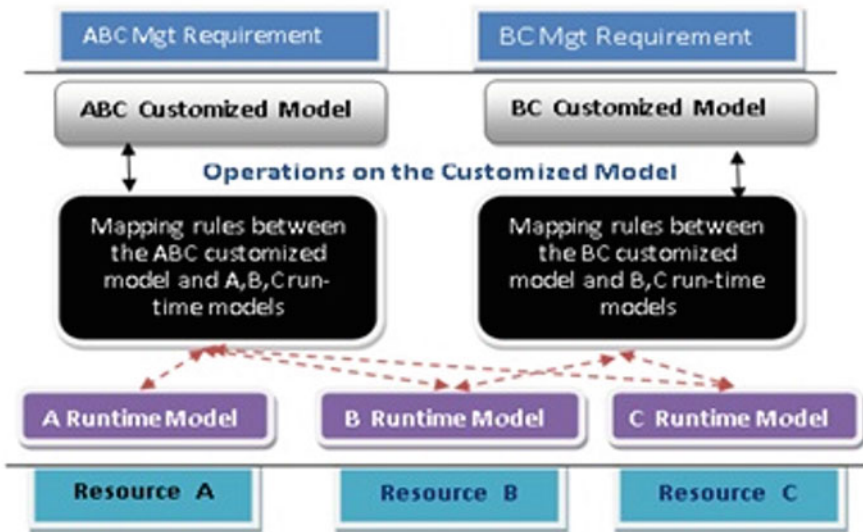 ABC Mgt Requirement
BC Mgt Requirement
ABC Customized Model
BC Customized Model
Operations on the Customized Model
Mapping rules between
the ABC customized
model and A,B,C run-
time models
Mapping rules between
the BC customized
model and B,C run-time
models
A Runtime Model
B Runtime Model
C Runtime Model
Resource A
Resource B
Resource C